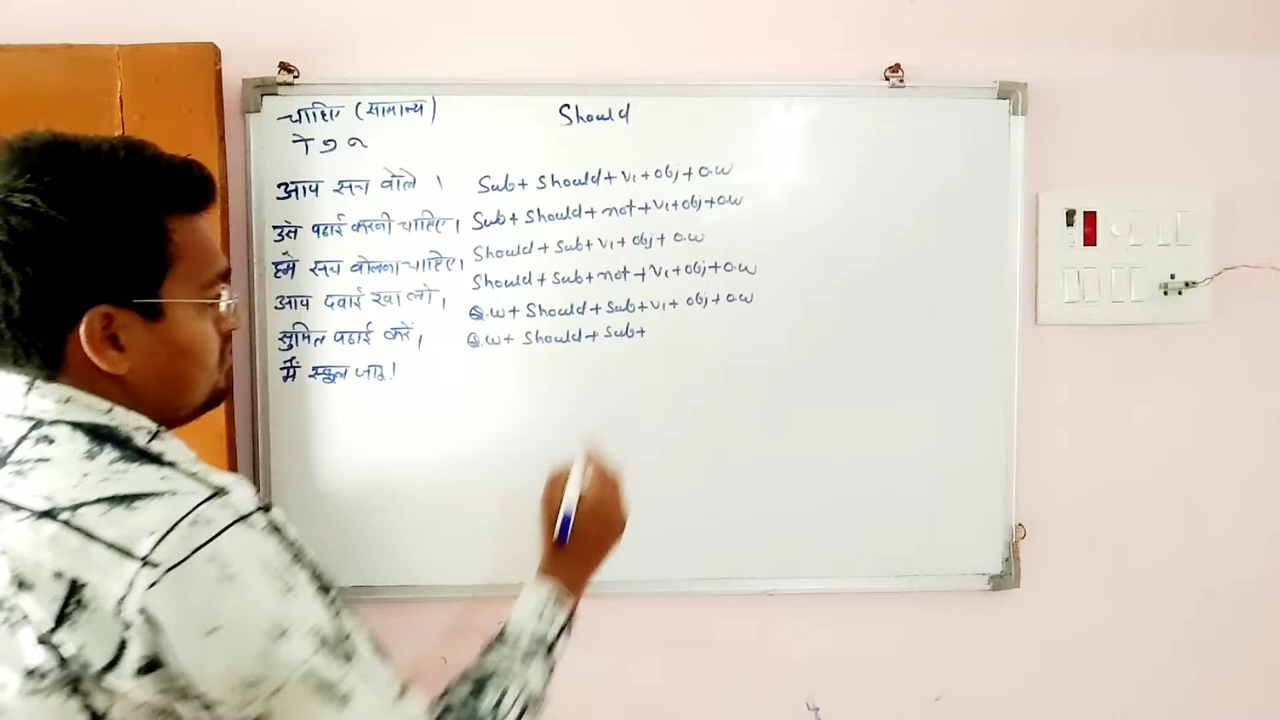 चाहिए (सामान्य) Should
े ु ू
आप सच बोले । Sub + Should + V1 + obj + o.w
उसे पढाई करनी चाहिए। Sub + Should + not + V1 + obj + o.w
हमे सच बोलना चाहिए। Should + Sub + V1 + obj + o.w
आप दवाई खा लो, Should + Sub + not + V1 + obj + o.w
सुमित पढाई करें, Q.w + Should + Sub + V1 + obj + o.w
मैं स्कूल जाऊ! Q.w + Should + Sub +